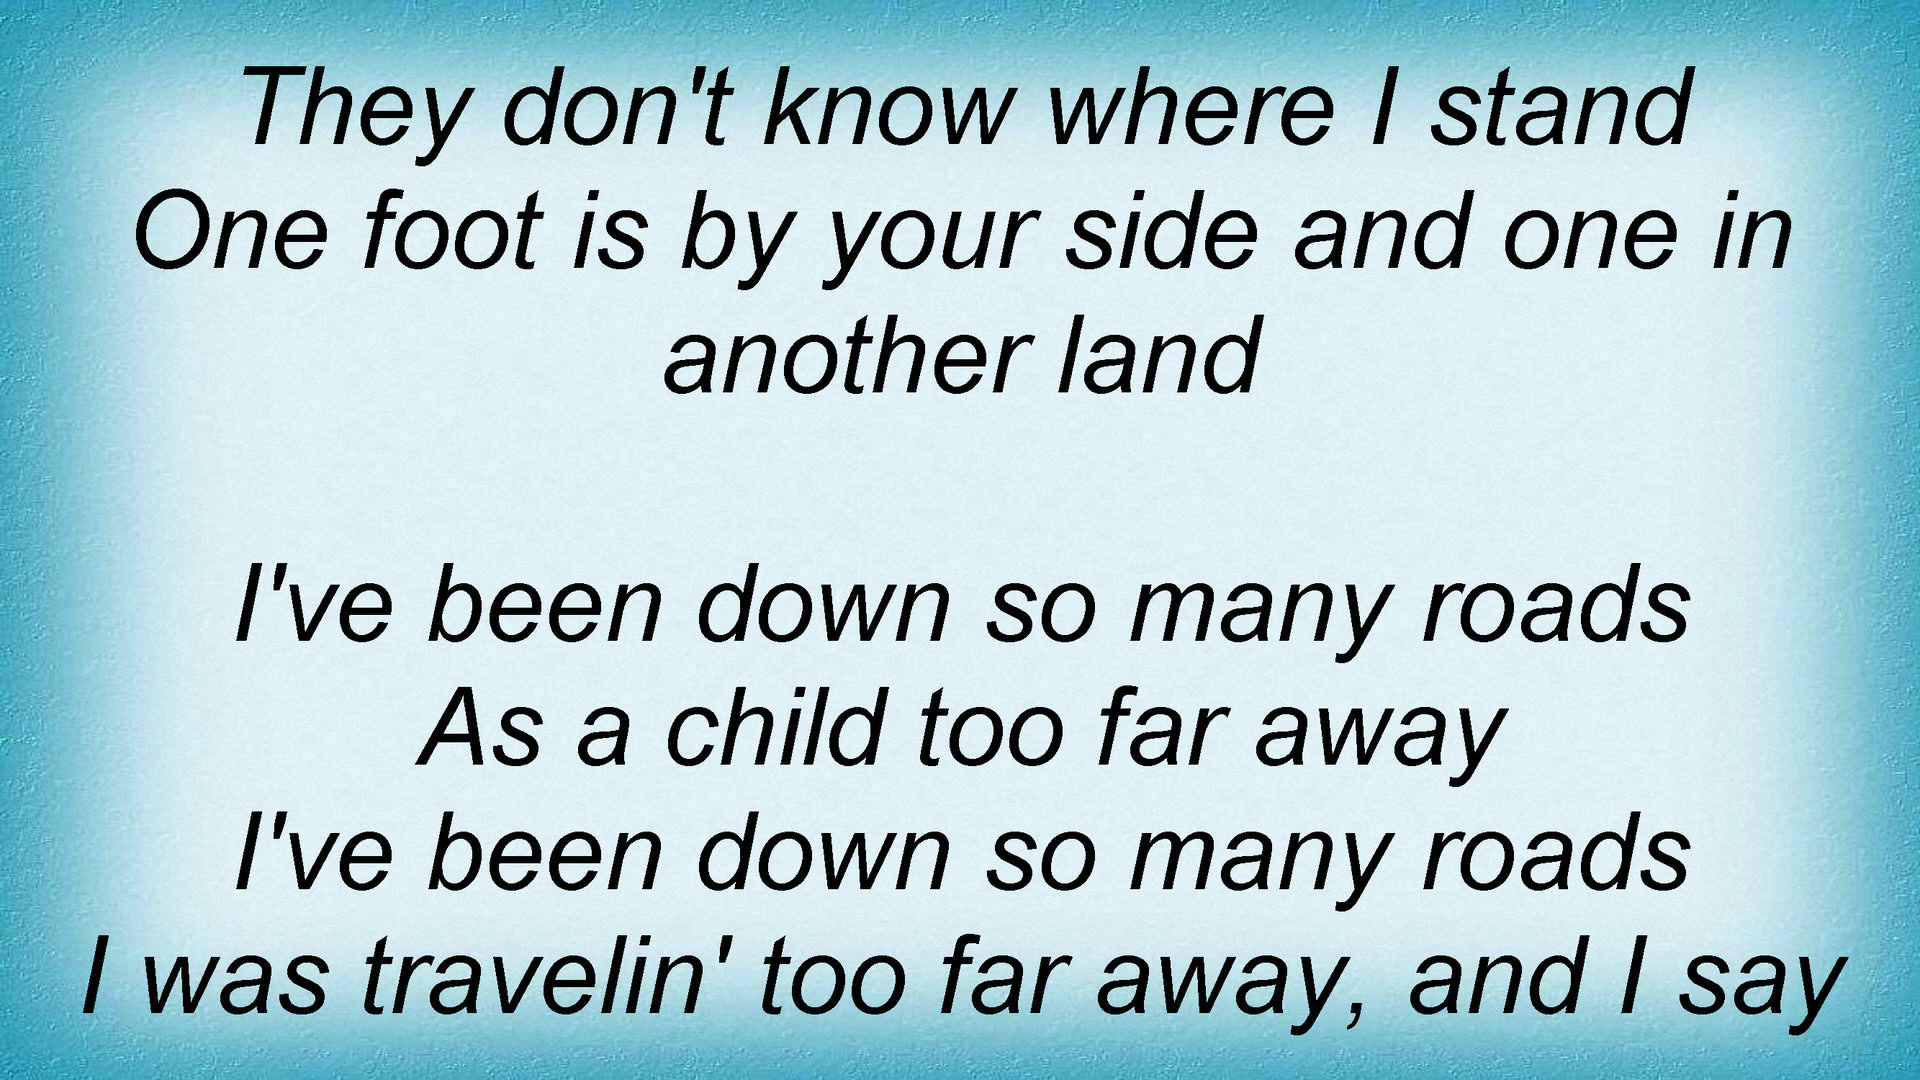 They don't know where I stand
One foot is by your side and one in
another land
I've been down so many roads
As a child too far away
I've been down so many roads
I was travelin' too far away, and I say